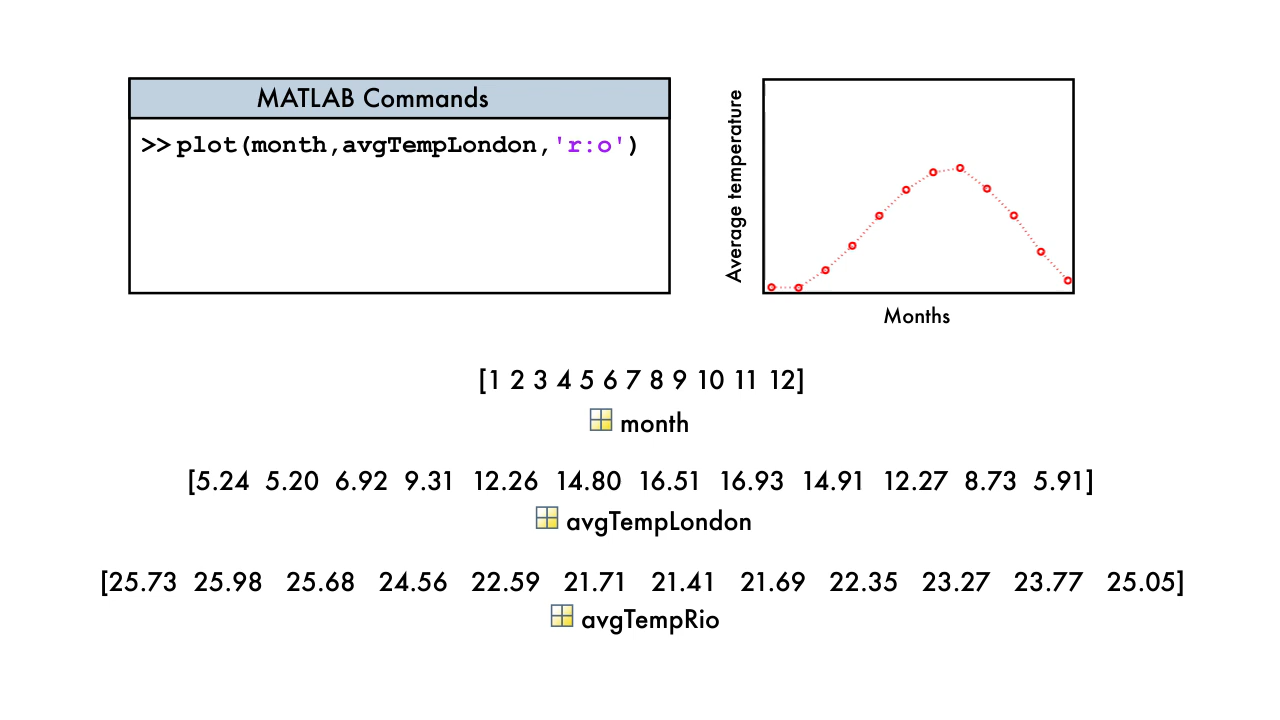 MATLAB Commands
>> plot(month,avgTempLondon,'r:o')
Average temperature
Months
[1 2 3 4 5 6 7 8 9 10 11 12]
month
[5.24 5.20 6.92 9.31 12.26 14.80 16.51 16.93 14.91 12.27 8.73 5.91]
avgTempLondon
[25.73 25.98 25.68 24.56 22.59 21.71 21.41 21.69 22.35 23.27 23.77 25.05]
avgTempRio